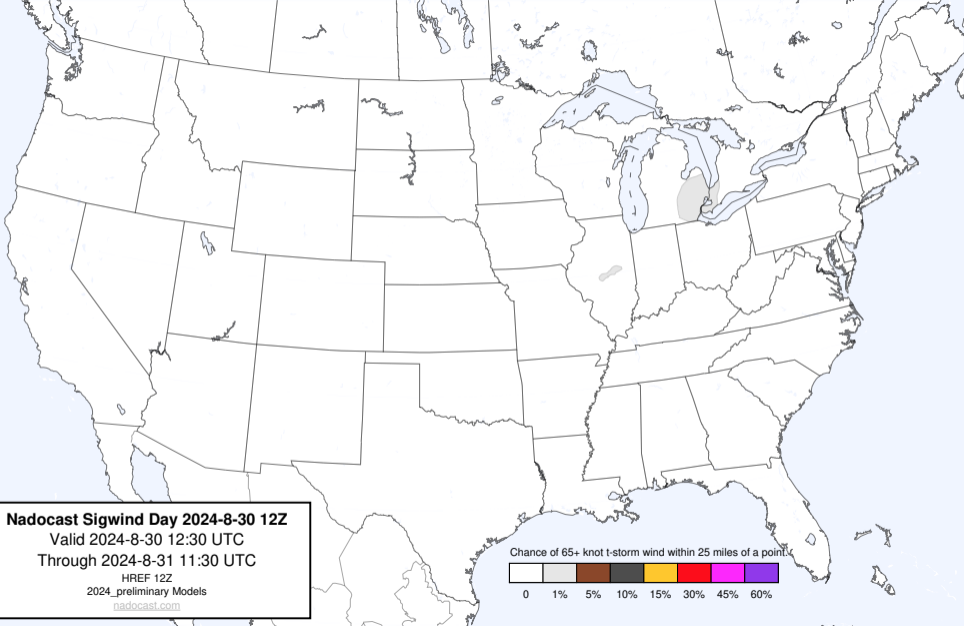 Nadocast Sigwind Day 2024-8-30 12Z
Valid 2024-8-30 12:30 UTC
Through 2024-8-31 11:30 UTC
HREF 12Z
2024_preliminary Models
nadocast.com
Chance of 65+ knot t-storm wind within 25 miles of a point.
0 1% 5% 10% 15% 30% 45% 60%